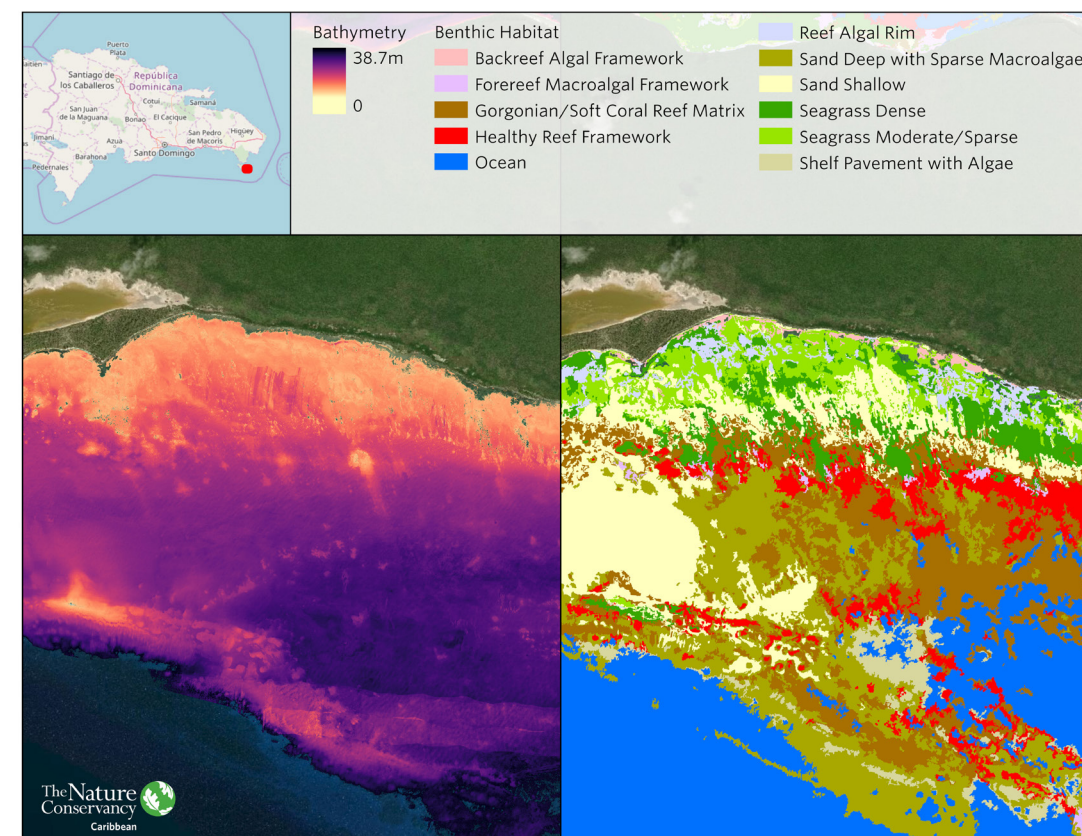 Puerto
Plata
aitien
Santiago de
los Caballeros
República
Dominicana
Cotui
Samaná
San Juan
de la Maguana
Bonao
El Cacique
San Pedro
de Macorís
Higüey
Jimaní
Azua
Santo Domingo
Barahona
Pedernales
Bathymetry
38.7m
0
Benthic Habitat
Backreef Algal Framework
Forereef Macroalgal Framework
Gorgonian/Soft Coral Reef Matrix
Healthy Reef Framework
Ocean
Reef Algal Rim
Sand Deep with Sparse Macroalgae
Sand Shallow
Seagrass Dense
Seagrass Moderate/Sparse
Shelf Pavement with Algae
The Nature
Conservancy
Caribbean